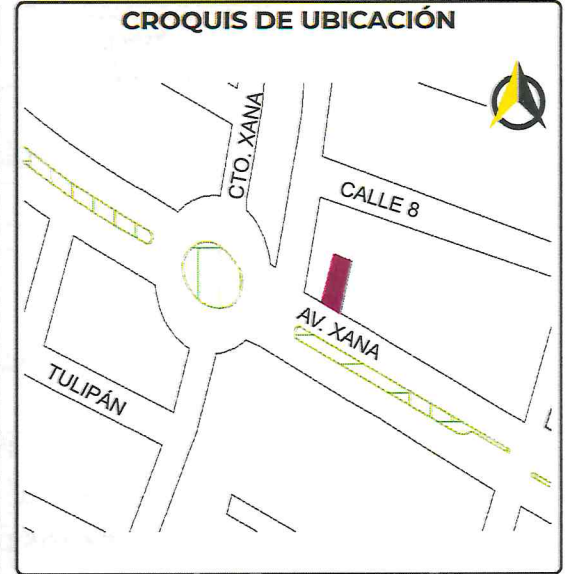 CROQUIS DE UBICACIÓN
CTO. XANA
CALLE 8
AV. XANA
TULIPÁN